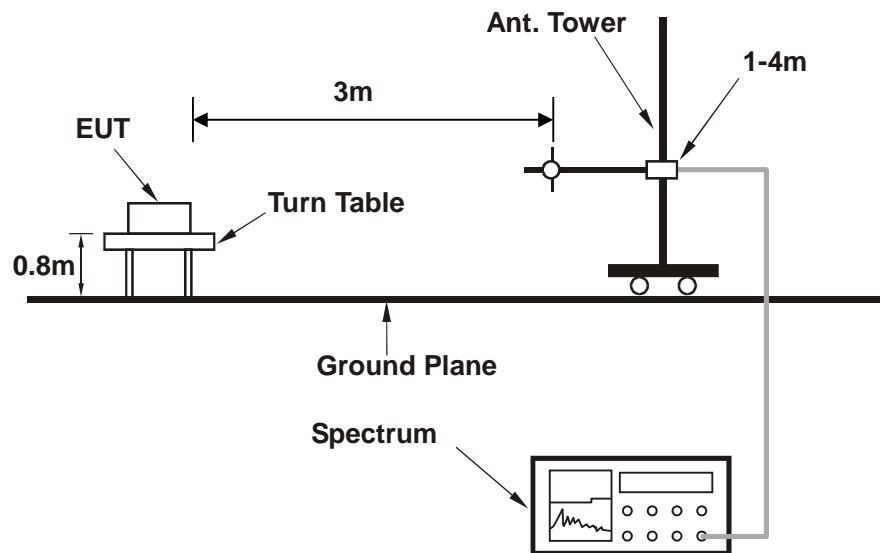 Ant. Tower
1-4m
3m
EUT
Turn Table
0.8m
Ground Plane
Spectrum